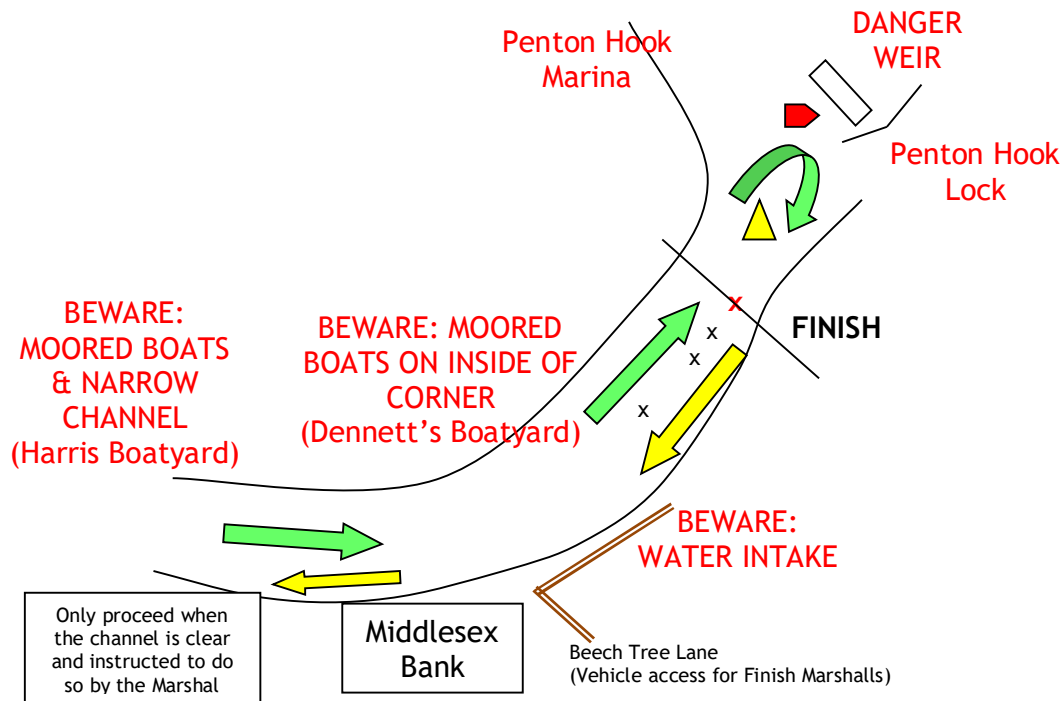 Penton Hook
Marina
DANGER
WEIR
Penton Hook
Lock
BEWARE:
MOORED BOATS
& NARROW
CHANNEL
(Harris Boatyard)
BEWARE: MOORED
BOATS ON INSIDE OF
CORNER
(Dennett’s Boatyard)
x
x
x
x
FINISH
BEWARE:
WATER INTAKE
Only proceed when
the channel is clear
and instructed to do
so by the Marshal
Middlesex
Bank
Beech Tree Lane
(Vehicle access for Finish Marshalls)